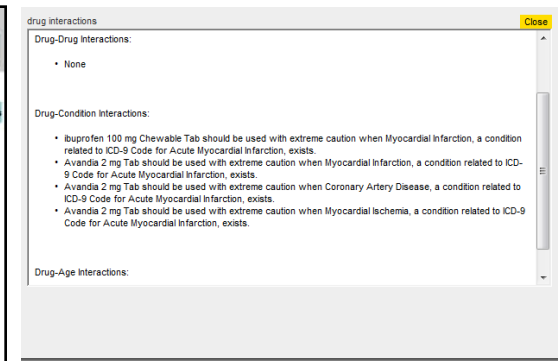 drug interactions
Close
Drug-Drug Interactions:
• None
Drug-Condition Interactions:
• ibuprofen 100 mg Chewable Tab should be used with extreme caution when Myocardial Infarction, a condition
related to ICD-9 Code for Acute Myocardial Infarction, exists.
• Avandia 2 mg Tab should be used with extreme caution when Myocardial Infarction, a condition related to ICD-
9 Code for Acute Myocardial Infarction, exists.
• Avandia 2 mg Tab should be used with extreme caution when Coronary Artery Disease, a condition related to
ICD-9 Code for Acute Myocardial Infarction, exists.
• Avandia 2 mg Tab should be used with extreme caution when Myocardial Ischemia, a condition related to ICD-9
Code for Acute Myocardial Infarction, exists.
Drug-Age Interactions: